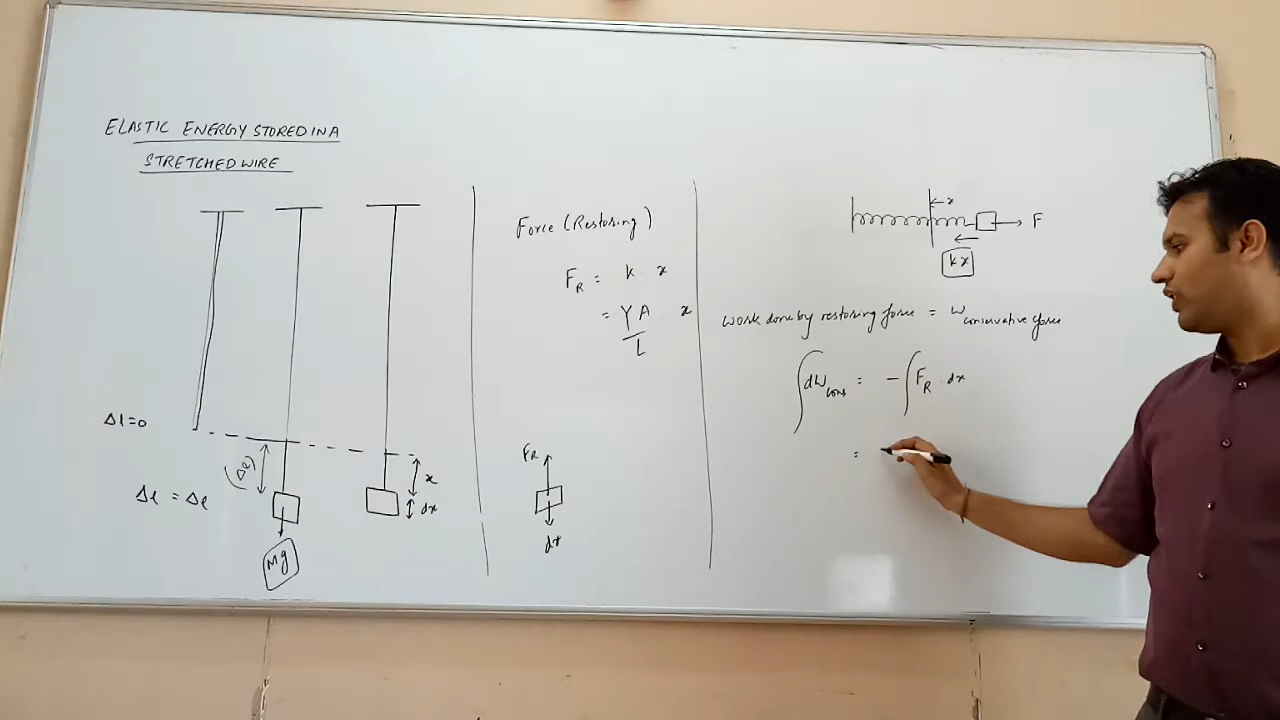 ELASTIC ENERGY STORED IN A
STRETCHED WIRE
Δl=0
(Δl)
Δl = Δl
Mg
x
dx
Force (Restoring)
F_R = k x
= YA/L . x
F_R
dx
x
F
kx
Work done by restoring force = W conservative force
∫dW_cons = -∫F_R . dx
=